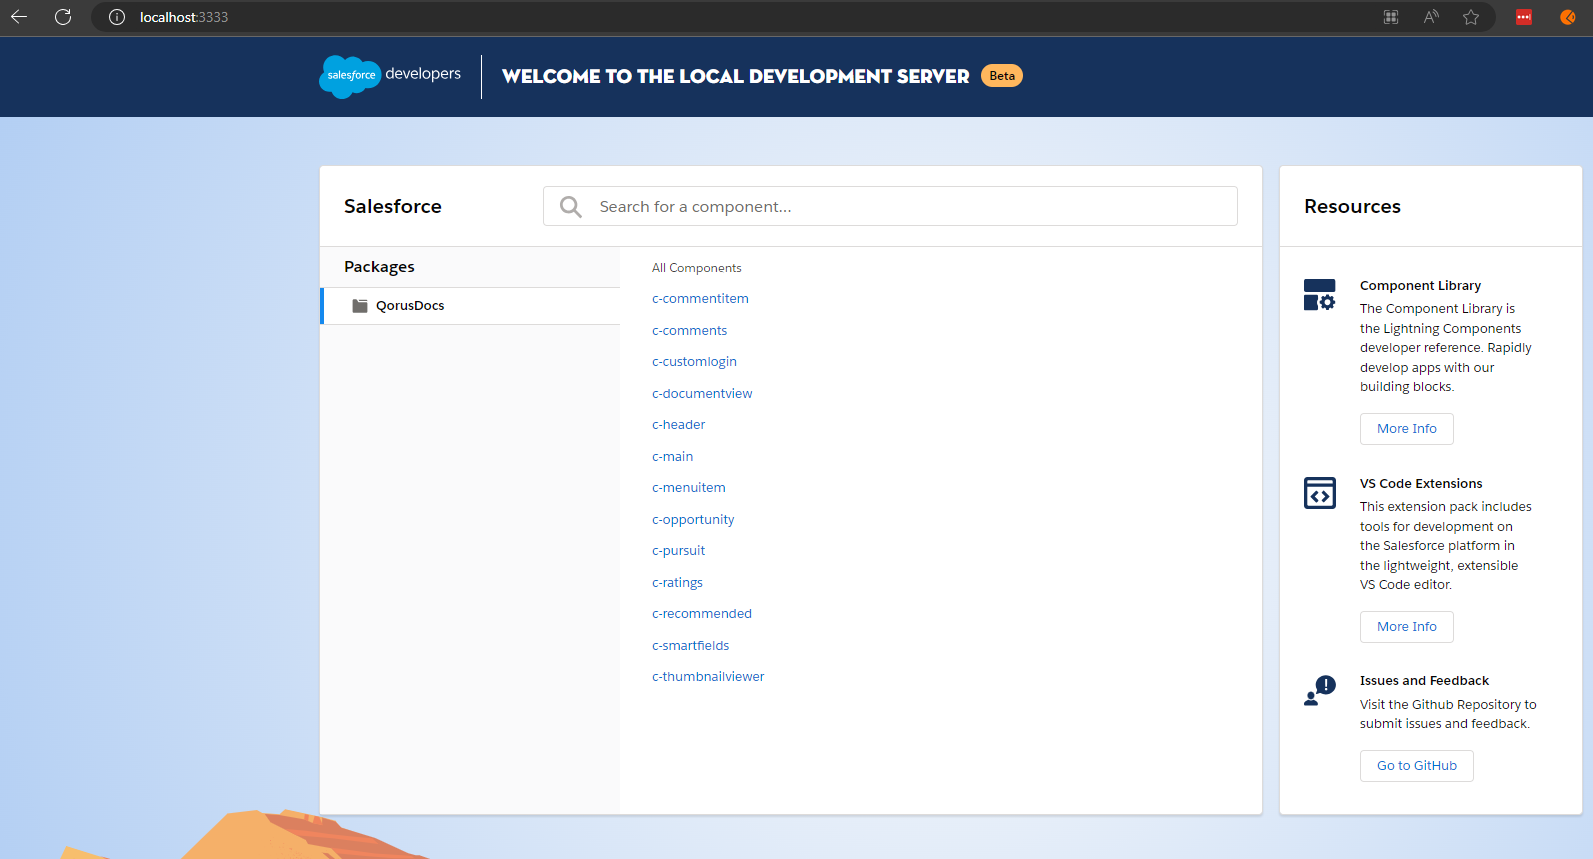 localhost:3333
salesforce developers
WELCOME TO THE LOCAL DEVELOPMENT SERVER
Beta
Salesforce
Search for a component...
Packages
QorusDocs
All Components
c-commentitem
c-comments
c-customlogin
c-documentview
c-header
c-main
c-menuitem
c-opportunity
c-pursuit
c-ratings
c-recommended
c-smartfields
c-thumbnailviewer
Resources
Component Library
The Component Library is
the Lightning Components
developer reference. Rapidly
develop apps with our
building blocks.
More Info
VS Code Extensions
This extension pack includes
tools for development on
the Salesforce platform in
the lightweight, extensible
VS Code editor.
More Info
Issues and Feedback
Visit the Github Repository to
submit issues and feedback.
Go to GitHub